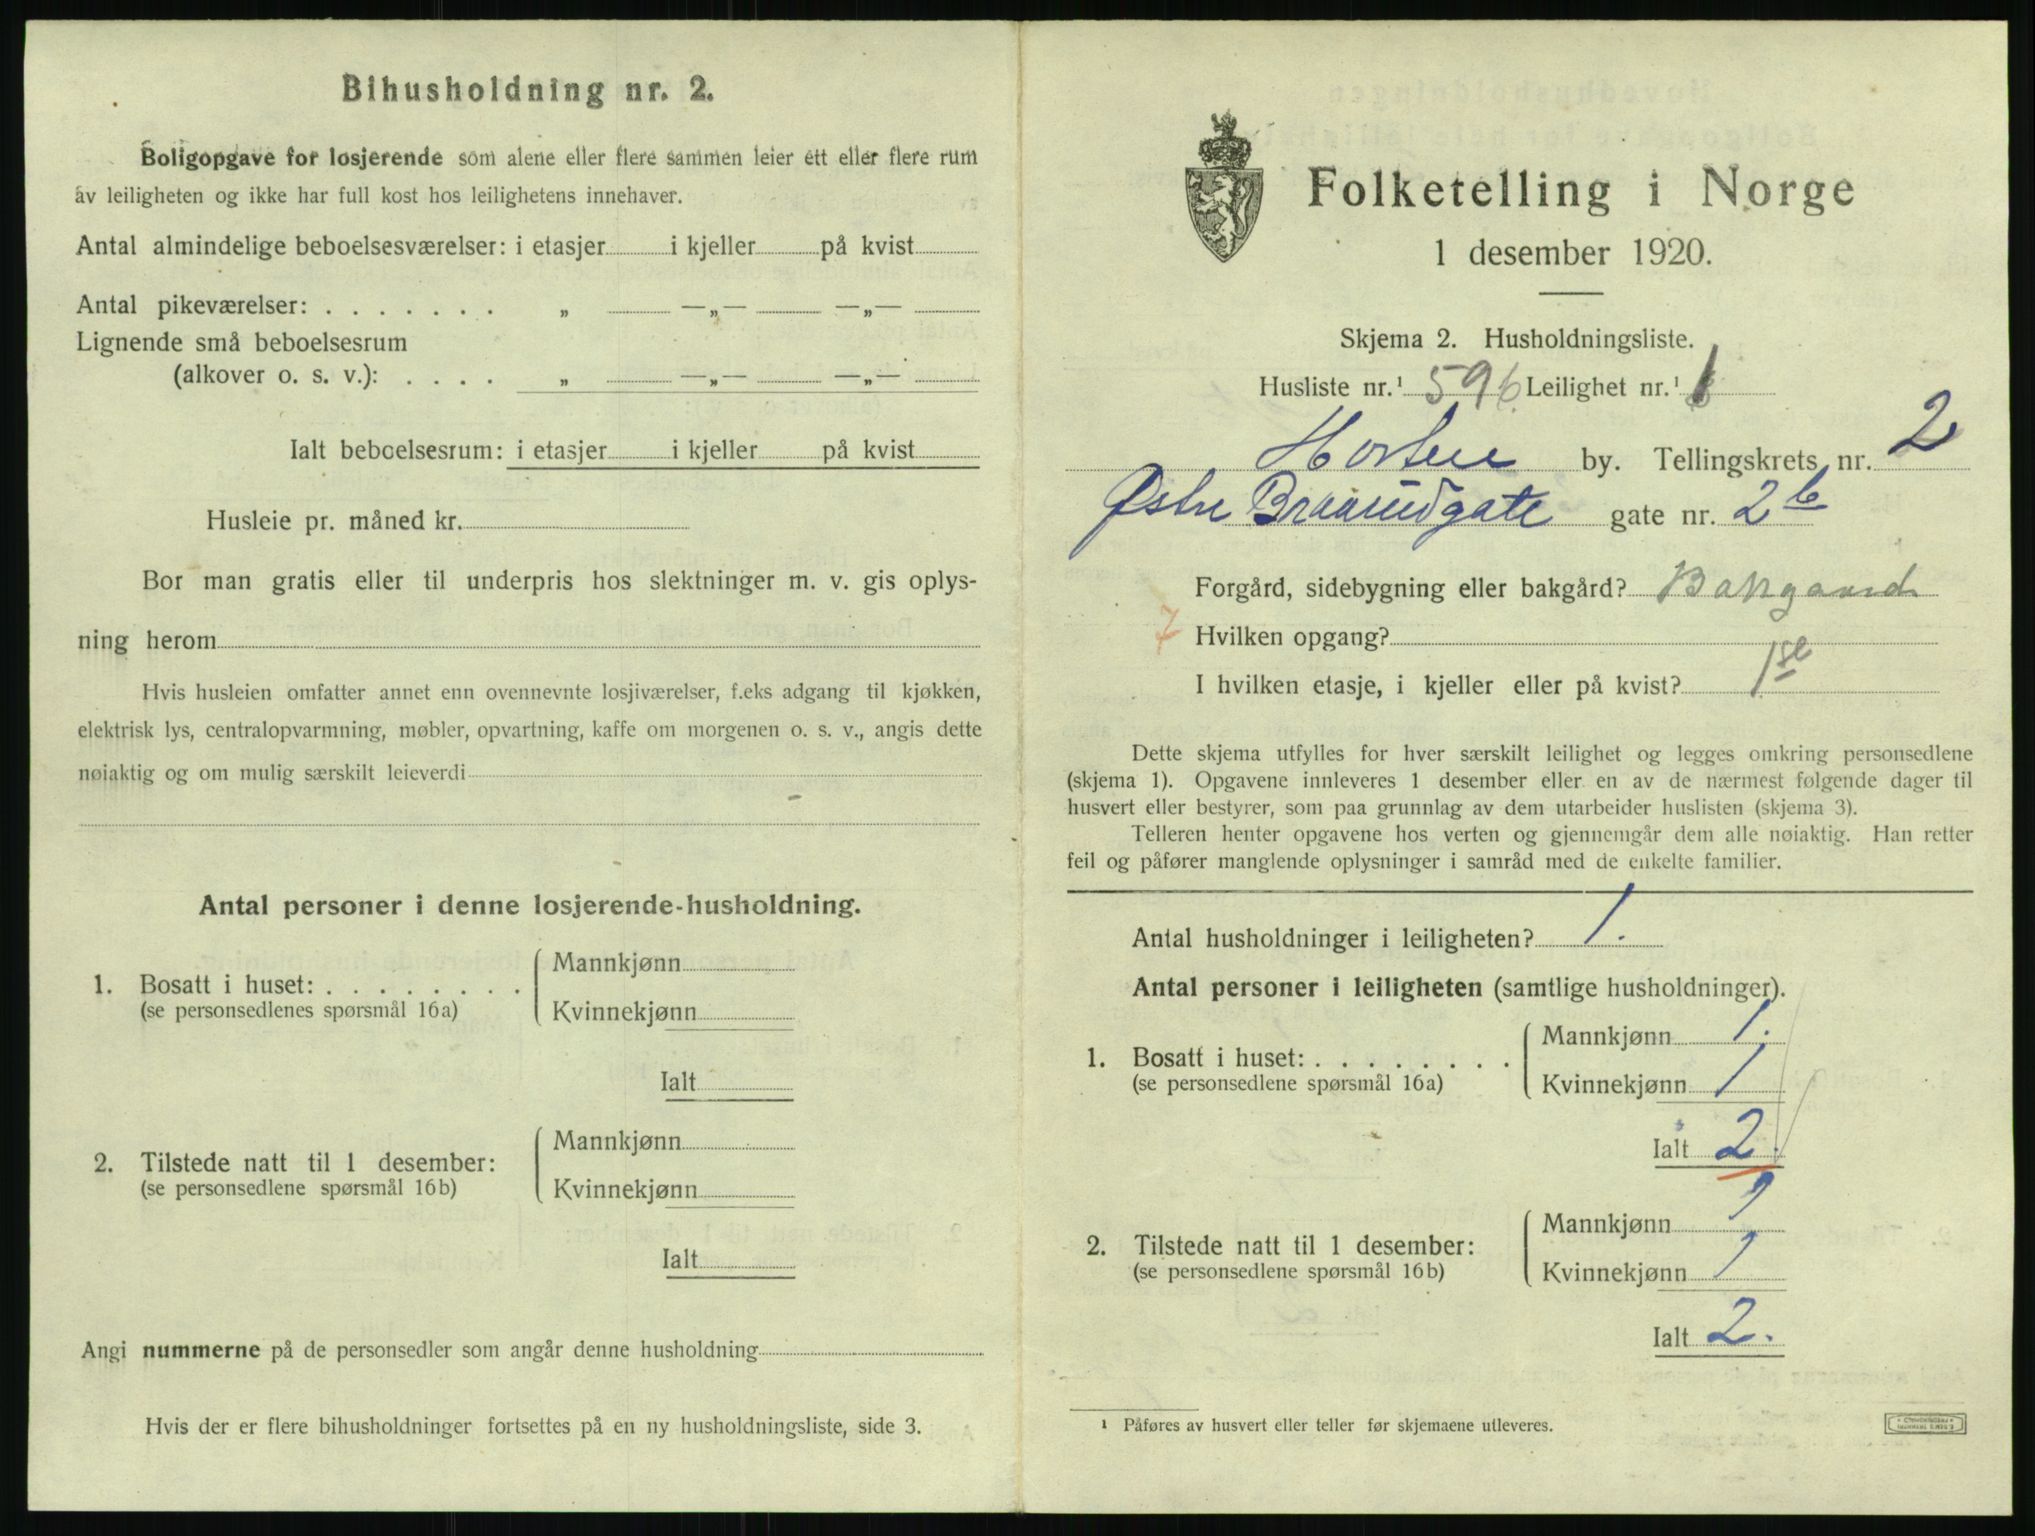 Bihusholdning nr. 2.
Boligopgave for losjerende som alene eller flere sammen leier ett eller flere rum
av leiligheten og ikke har full kost hos leilighetens innehaver.
Antal almindelige beboelsesværelser: i etasjer i kjeller på kvist
Antal pikeværelser: . . . . . . . „ —„— —„—
Lignende små beboelsesrum
(alkover o. s. v.): . . . . „ —„— —„—
Ialt beboelsesrum: i etasjer i kjeller på kvist
Husleie pr. måned kr.
Bor man gratis eller til underpris hos slektninger m. v. gis oplys-
ning herom
Hvis husleien omfatter annet enn ovennevnte losjiværelser, f.eks adgang til kjøkken,
elektrisk lys, centralopvarmning, møbler, opvartning, kaffe om morgenen o. s. v., angis dette
nøiaktig og om mulig særskilt leieverdi
Antal personer i denne losjerende-husholdning.
1. Bosatt i huset: . . . . . . . .
(se personsedlenes spørsmål 16a)
Mannkjønn
Kvinnekjønn
Ialt
2. Tilstede natt til 1 desember:
(se personsedlene spørsmål 16b)
Mannkjønn
Kvinnekjønn
Ialt
Angi nummerne på de personsedler som angår denne husholdning
Hvis der er flere bihusholdninger fortsettes på en ny husholdningsliste, side 3.
Folketelling i Norge
1 desember 1920.
Skjema 2. Husholdningsliste.
Husliste nr.¹ 596 Leilighet nr.¹ 1
Horten by. Tellingskrets nr. 2
Østre Braarudgate gate nr. 2b
Forgård, sidebygning eller bakgård? Bakgaard
7 Hvilken opgang?
I hvilken etasje, i kjeller eller på kvist? 1se
Dette skjema utfylles for hver særskilt leilighet og legges omkring personsedlene
(skjema 1). Opgavene innleveres 1 desember eller en av de nærmest følgende dager til
husvert eller bestyrer, som paa grunnlag av dem utarbeider huslisten (skjema 3).
Telleren henter opgavene hos verten og gjennemgår dem alle nøiaktig. Han retter
feil og påfører manglende oplysninger i samråd med de enkelte familier.
Antal husholdninger i leiligheten? 1.
Antal personer i leiligheten (samtlige husholdninger).
1. Bosatt i huset: . . . . . . . .
(se personsedlene spørsmål 16a)
Mannkjønn 1.
Kvinnekjønn 1
Ialt 2.
2. Tilstede natt til 1 desember:
(se personsedlene spørsmål 16b)
Mannkjønn 1
Kvinnekjønn 1
Ialt 2.
¹ Påføres av husvert eller teller før skjemaene utleveres.